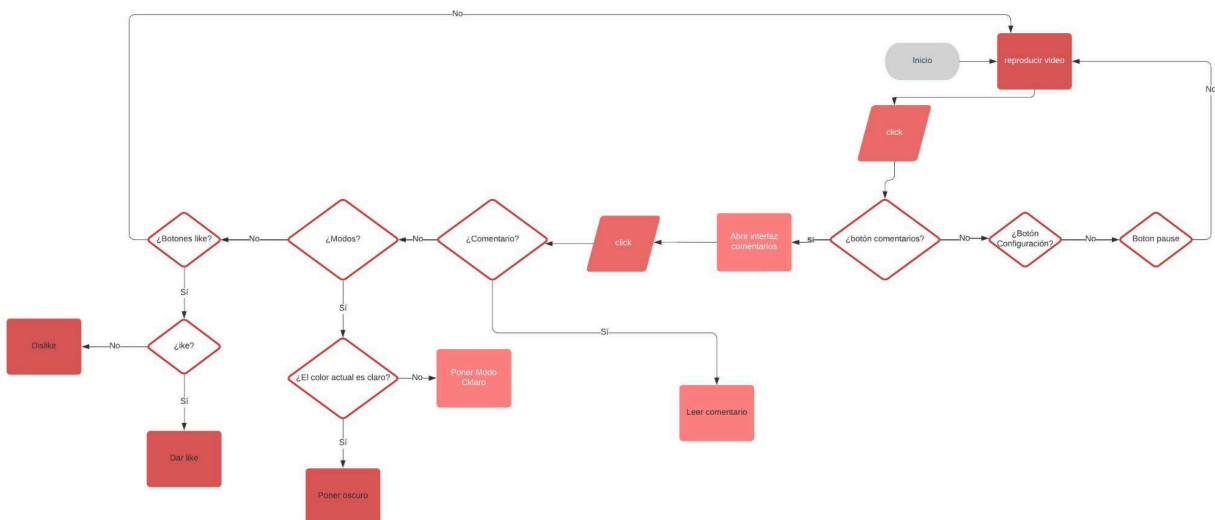 No
Inicio
reproducir video
No
click
¿Botones like?
No
¿Modos?
No
¿Comentario?
click
Abrir interfaz
comentarios
Sí
¿botón comentarios?
No
¿Botón
Configuración?
No
Boton pause
Sí
Sí
Sí
Dislike
No
¿ike?
¿El color actual es claro?
No
Poner Modo
Cklaro
Leer comentario
Sí
Sí
Dar like
Poner oscuro